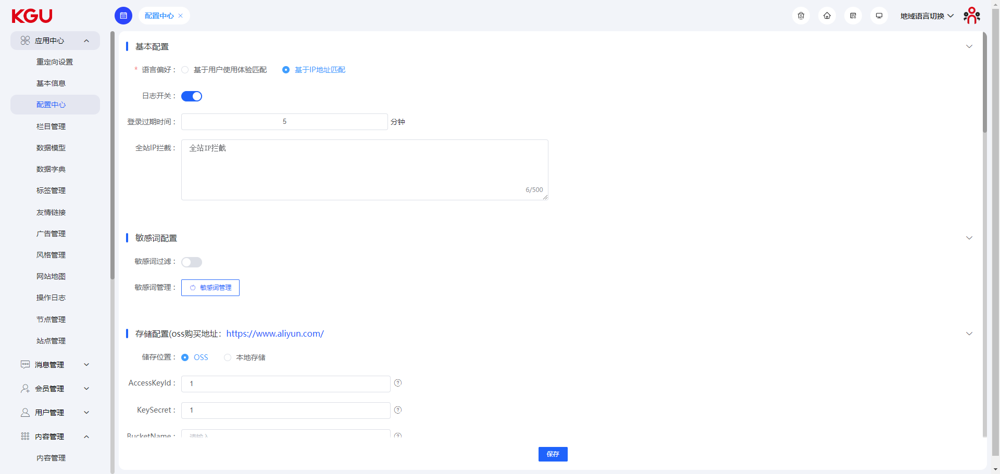 KGU
配置中心
地域语言切换
应用中心
重定向设置
基本信息
配置中心
栏目管理
数据模型
数据字典
标签管理
友情链接
广告管理
风格管理
网站地图
操作日志
节点管理
站点管理
消息管理
会员管理
用户管理
内容管理
内容管理
基本配置
* 语言偏好： 基于用户使用体验匹配 基于IP地址匹配
日志开关：
登录过期时间： 5 分钟
全站IP拦截： 全站IP拦截
6/500
敏感词配置
敏感词过滤：
敏感词管理： 敏感词管理
存储配置(oss购买地址：https://www.aliyun.com/
储存位置： OSS 本地存储
AccessKeyId： 1
KeySecret： 1
BucketName： 请输入
保存